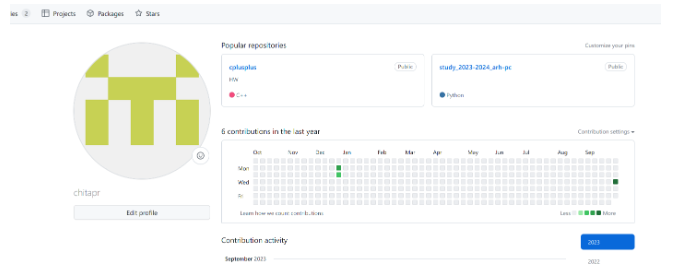 ies 2 Projects Packages Stars
Popular repositories Customize your pins
cplusplus Public
HW
C++
study_2023-2024_arh-pc Public
Python
6 contributions in the last year Contribution settings
Oct Nov Dec Jan Feb Mar Apr May Jun Jul Aug Sep
Mon
Wed
Fri
Learn how we count contributions Less More
chitapr
Edit profile
Contribution activity
2023
2022
September 2023